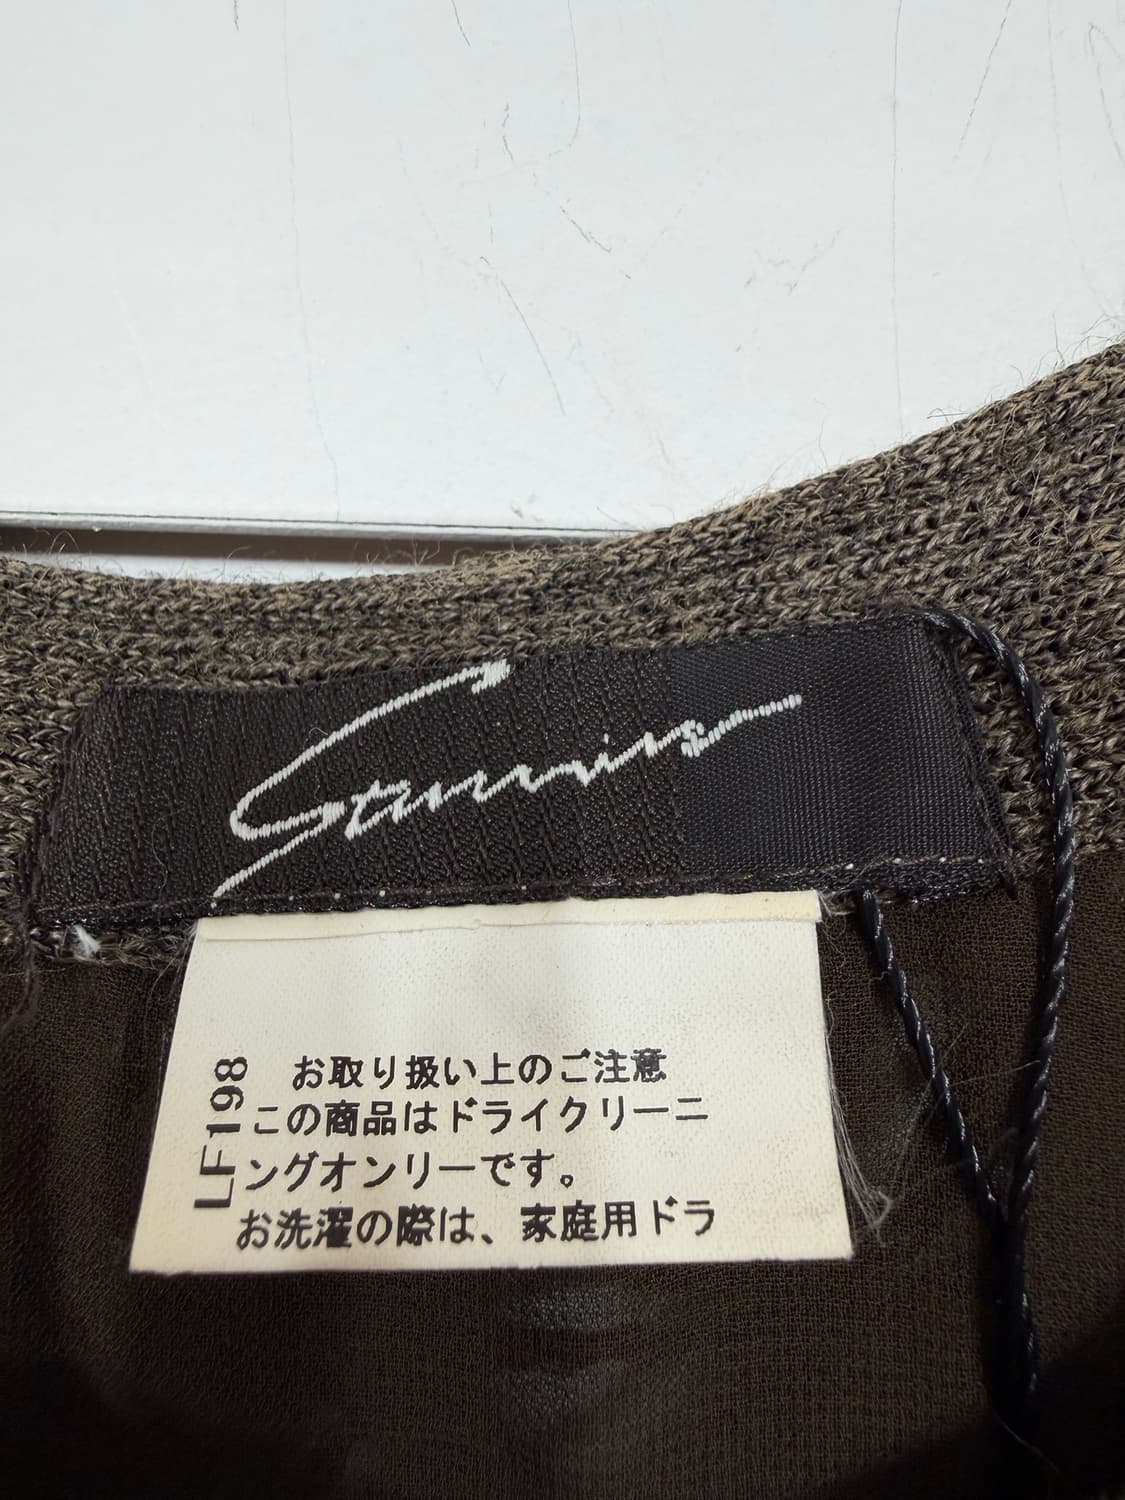 LF198
お取り扱い上のご注意
この商品はドライクリーニ
ングオンリーです。
お洗濯の際は、家庭用ドラ